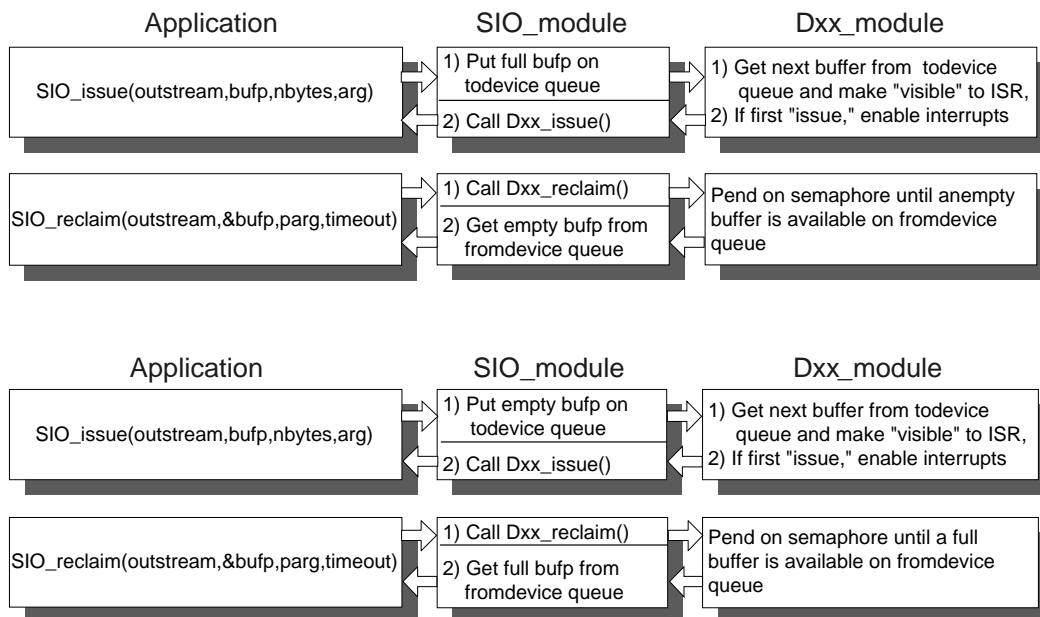 Application
SIO_module
Dxx_module
SIO_issue(outstream,bufp,nbytes,arg)
1) Put full bufp on
todevice queue
2) Call Dxx_issue()
1) Get next buffer from todevice
queue and make "visible" to ISR,
2) If first "issue," enable interrupts
SIO_reclaim(outstream,&bufp,parg,timeout)
1) Call Dxx_reclaim()
2) Get empty bufp from
fromdevice queue
Pend on semaphore until anempty
buffer is available on fromdevice
queue
Application
SIO_module
Dxx_module
SIO_issue(outstream,bufp,nbytes,arg)
1) Put empty bufp on
todevice queue
2) Call Dxx_issue()
1) Get next buffer from todevice
queue and make "visible" to ISR,
2) If first "issue," enable interrupts
SIO_reclaim(outstream,&bufp,parg,timeout)
1) Call Dxx_reclaim()
2) Get full bufp from
fromdevice queue
Pend on semaphore until a full
buffer is available on fromdevice
queue